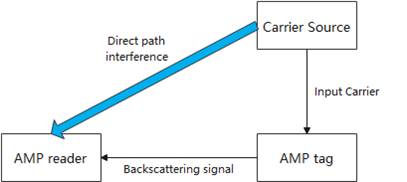 Carrier Source
Direct path
interference
Input Carrier
AMP reader
Backscattering signal
AMP tag